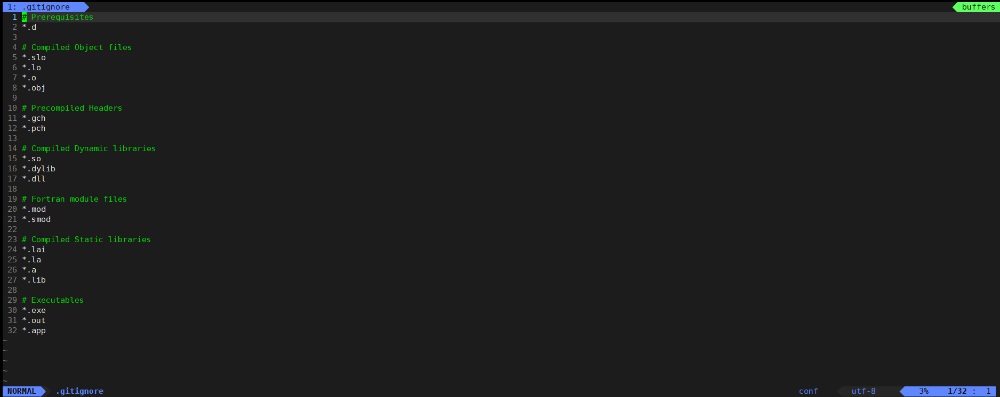 1: .gitignore buffers
1 # Prerequisites
2 *.d
3
4 # Compiled Object files
5 *.slo
6 *.lo
7 *.o
8 *.obj
9
10 # Precompiled Headers
11 *.gch
12 *.pch
13
14 # Compiled Dynamic libraries
15 *.so
16 *.dylib
17 *.dll
18
19 # Fortran module files
20 *.mod
21 *.smod
22
23 # Compiled Static libraries
24 *.lai
25 *.la
26 *.a
27 *.lib
28
29 # Executables
30 *.exe
31 *.out
32 *.app
~
~
~
~
~
NORMAL .gitignore conf utf-8 3% 1/32 : 1